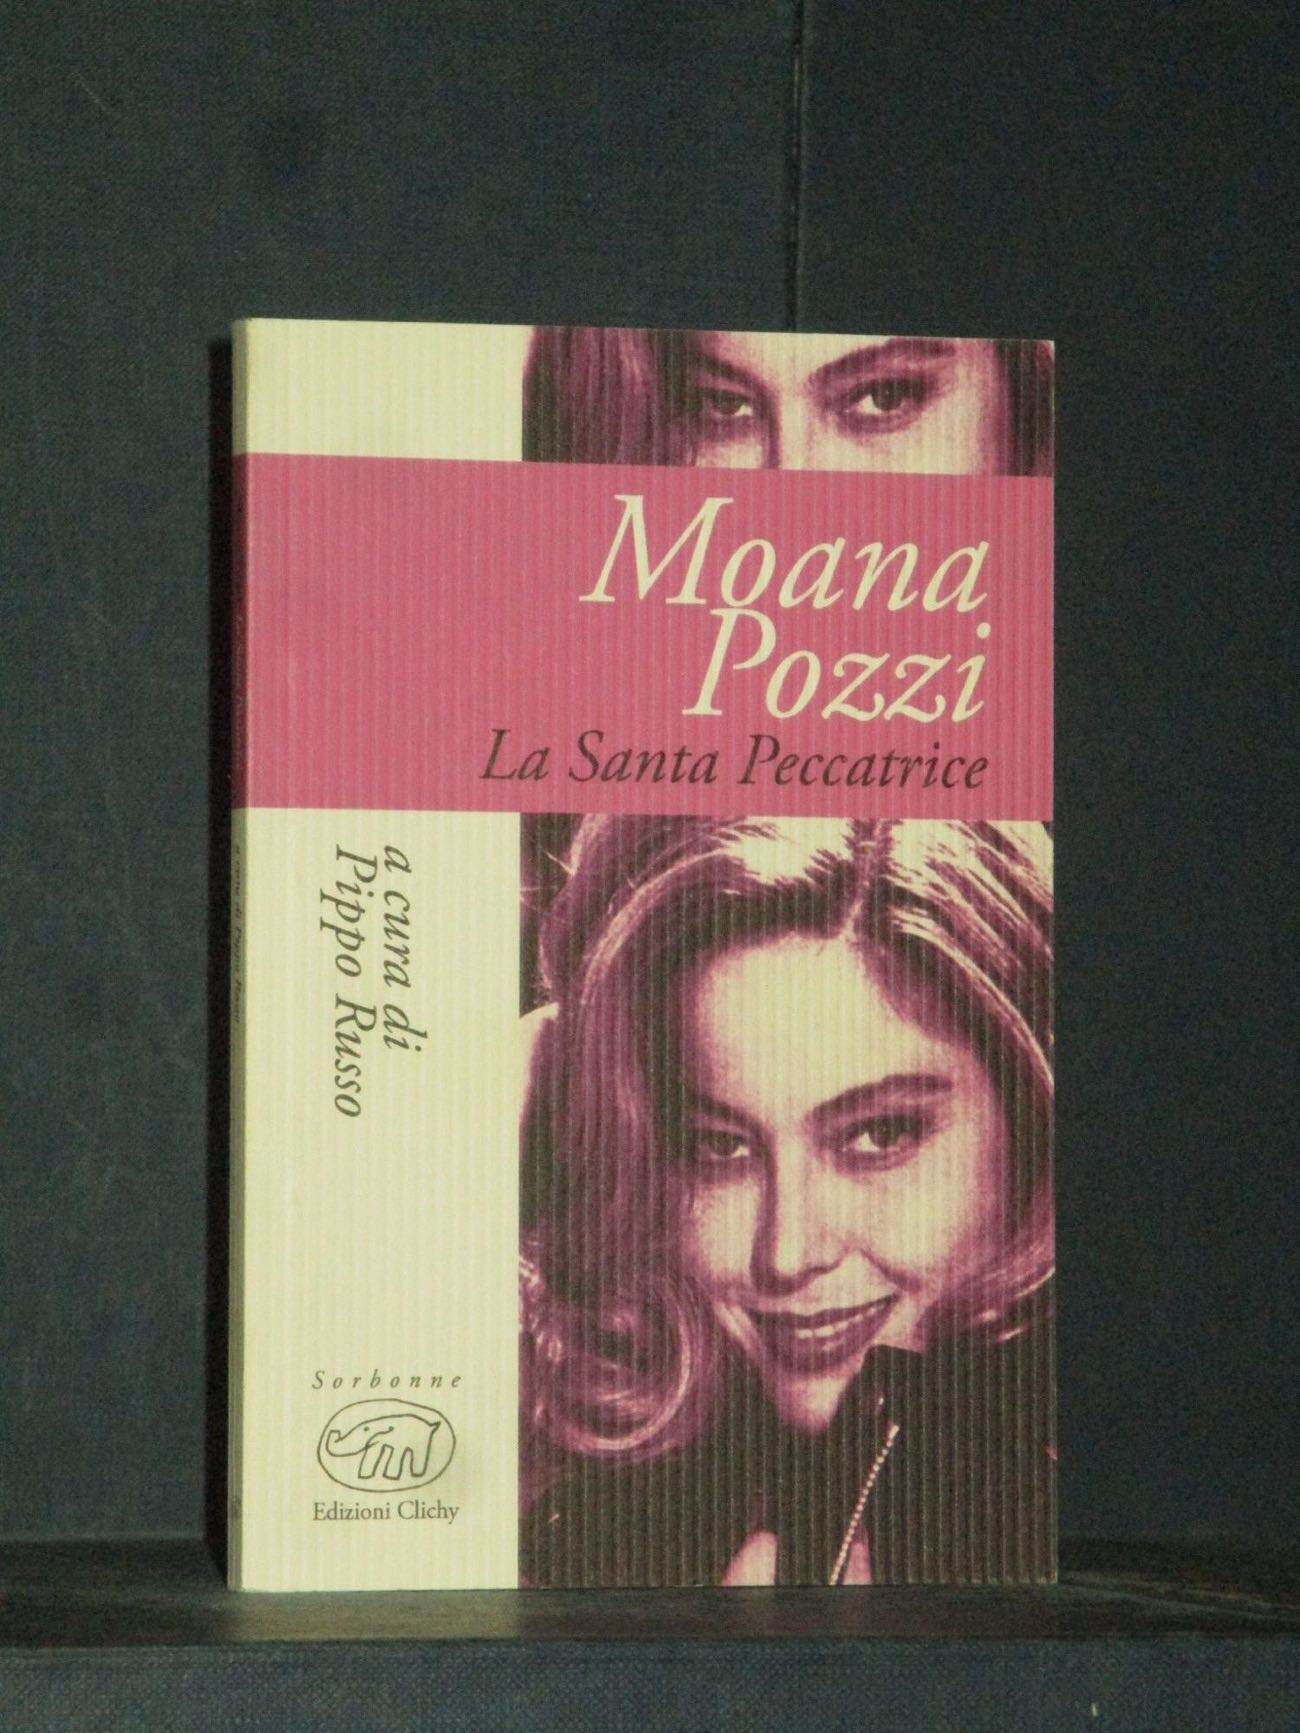 Moana
Pozzi
La Santa Peccatrice
a cura di
Pippo Russo
Sorbonne
Edizioni Clichy